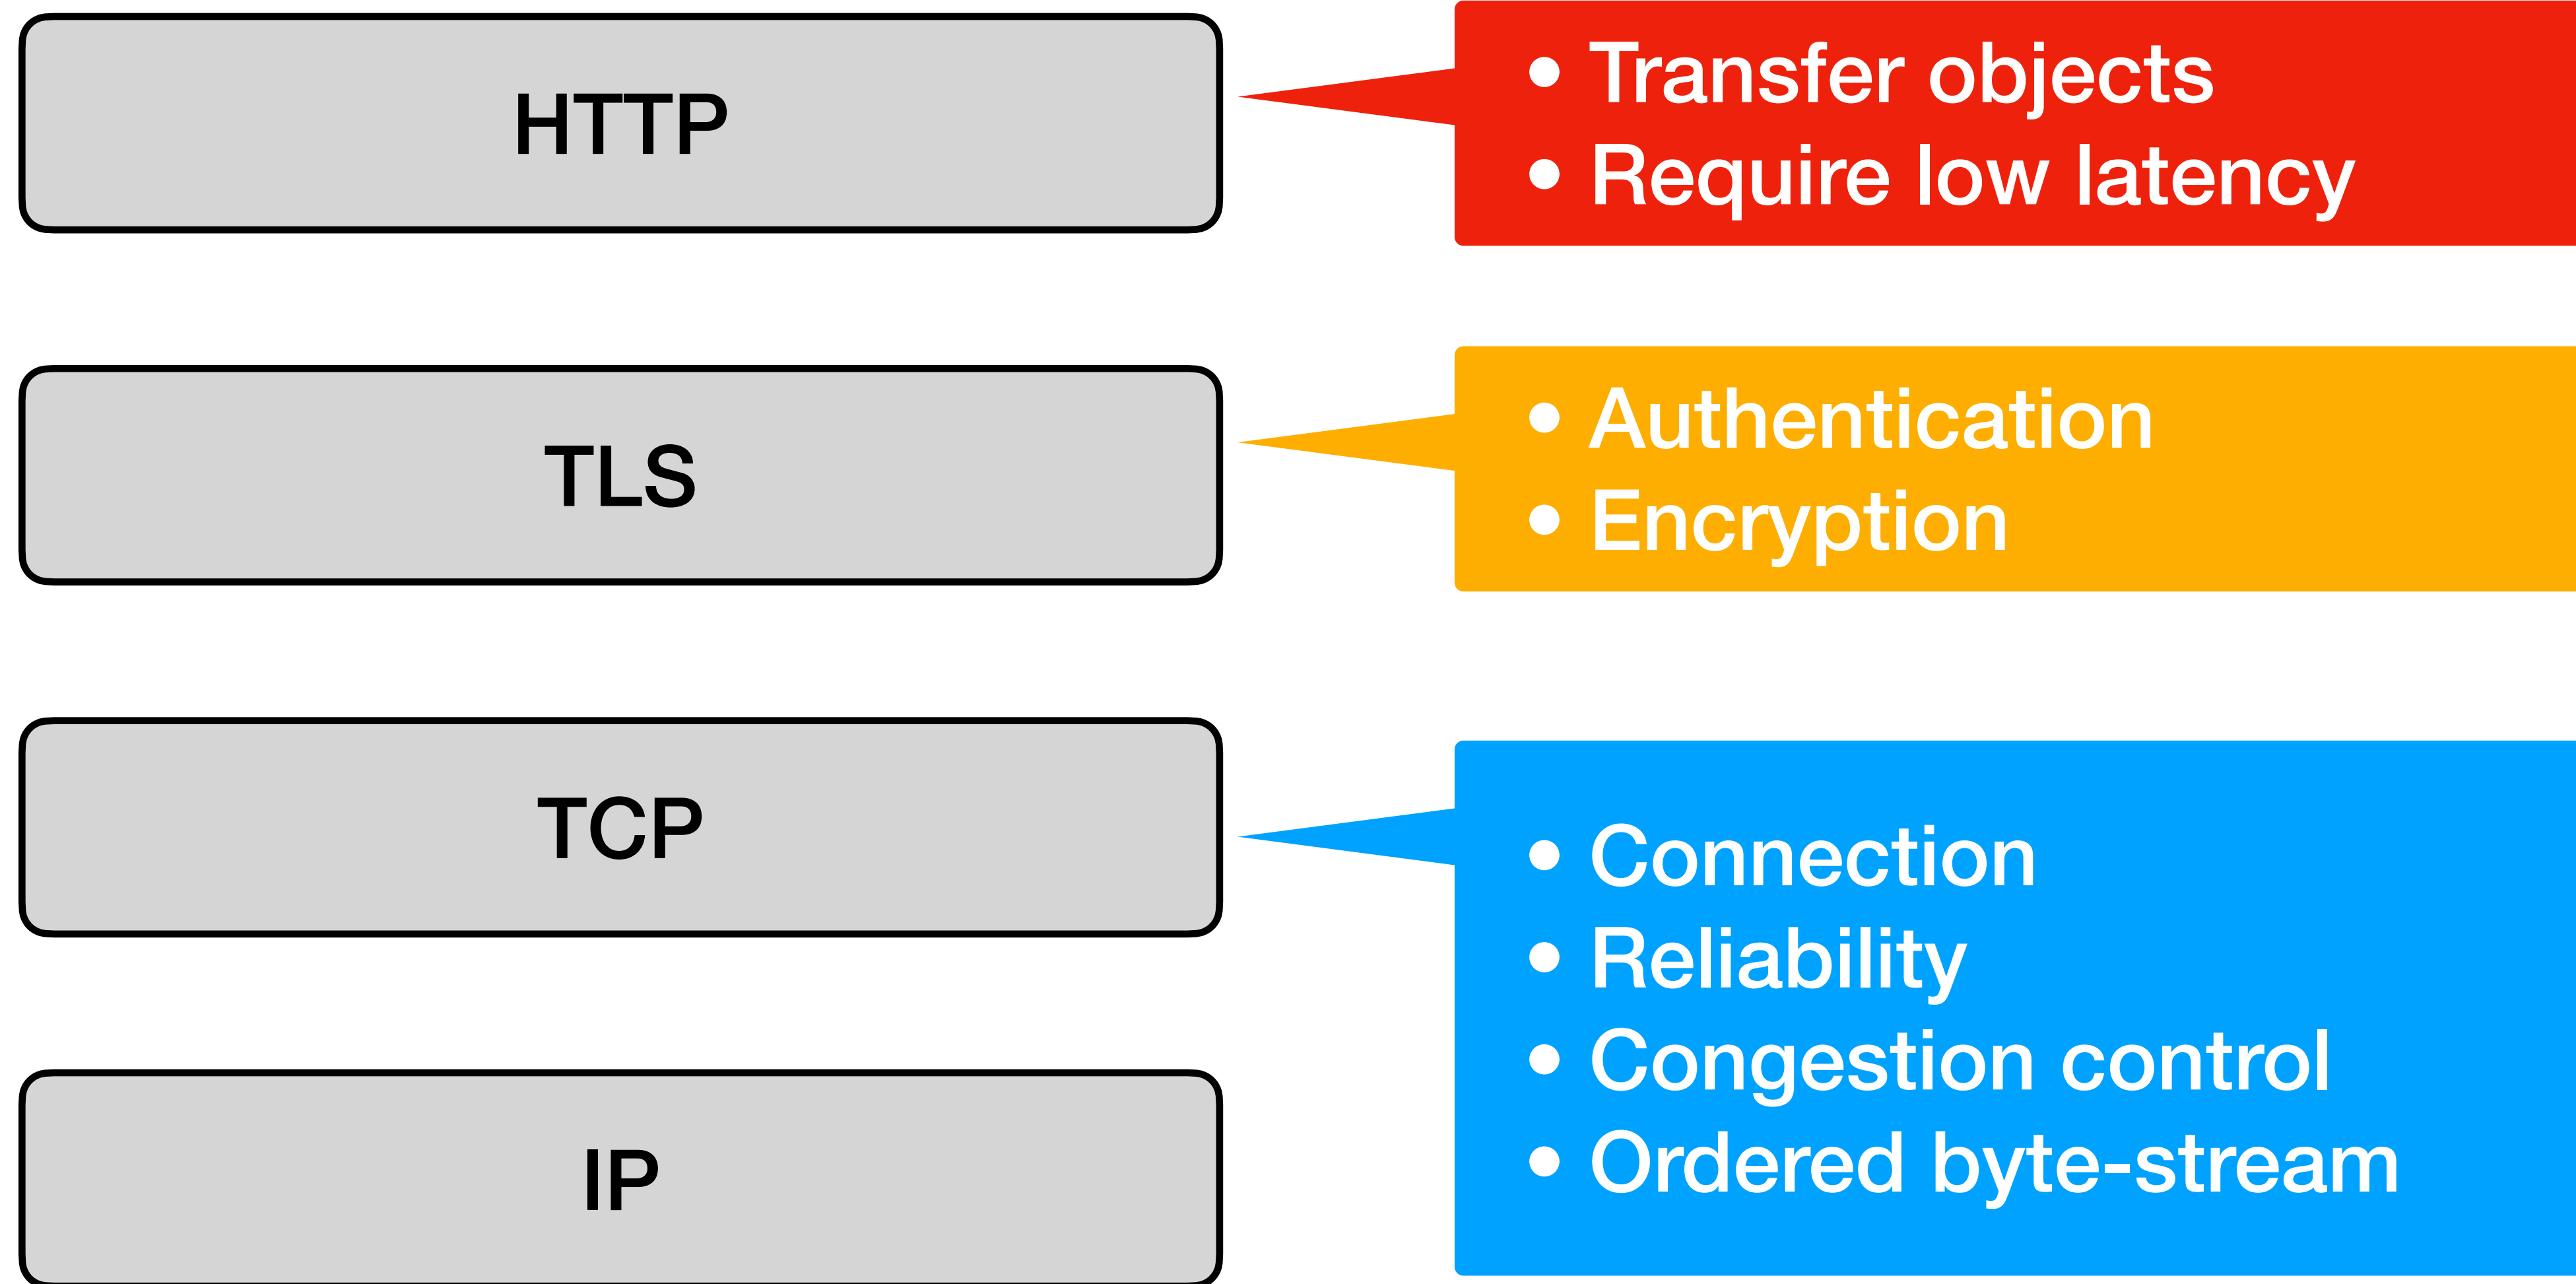 HTTP
• Transfer objects
• Require low latency
TLS
• Authentication
• Encryption
TCP
• Connection
• Reliability
• Congestion control
• Ordered byte-stream
IP